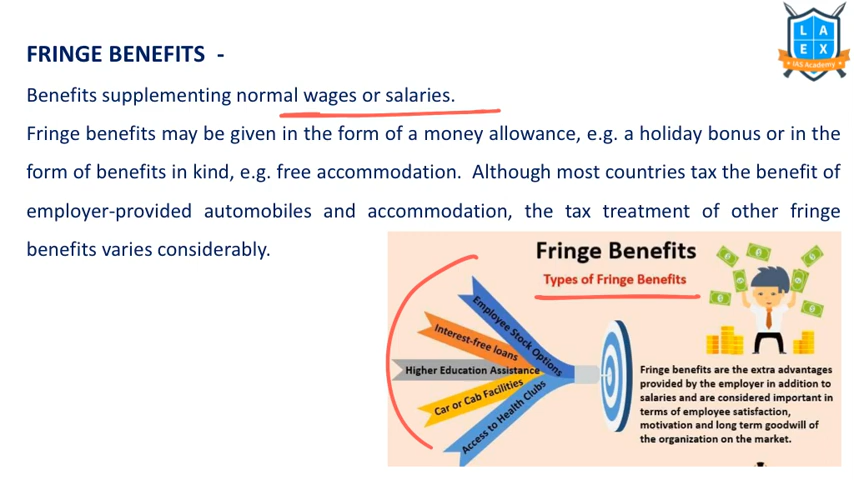 L A
E X
IAS Academy
FRINGE BENEFITS -
Benefits supplementing normal wages or salaries.
Fringe benefits may be given in the form of a money allowance, e.g. a holiday bonus or in the
form of benefits in kind, e.g. free accommodation. Although most countries tax the benefit of
employer-provided automobiles and accommodation, the tax treatment of other fringe
benefits varies considerably.
Fringe Benefits
Types of Fringe Benefits
Employee Stock Options
Interest-free loans
Higher Education Assistance
Car or Cab Facilities
Access to Health Clubs
Fringe benefits are the extra advantages
provided by the employer in addition to
salaries and are considered important in
terms of employee satisfaction,
motivation and long term goodwill of
the organization on the market.